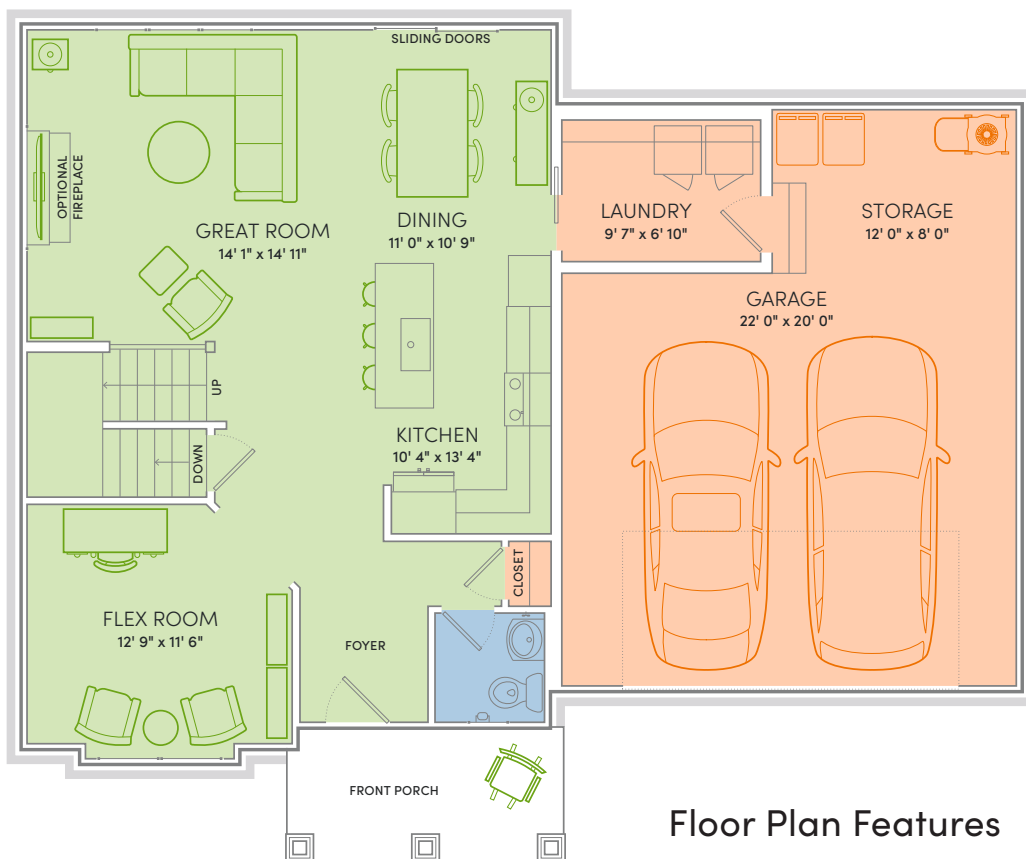 SLIDING DOORS
OPTIONAL
FIREPLACE
GREAT ROOM
14' 1" x 14' 11"
DINING
11' 0" x 10' 9"
LAUNDRY
9' 7" x 6' 10"
STORAGE
12' 0" x 8' 0"
GARAGE
22' 0" x 20' 0"
UP
DOWN
KITCHEN
10' 4" x 13' 4"
CLOSET
FLEX ROOM
12' 9" x 11' 6"
FOYER
FRONT PORCH
Floor Plan Features